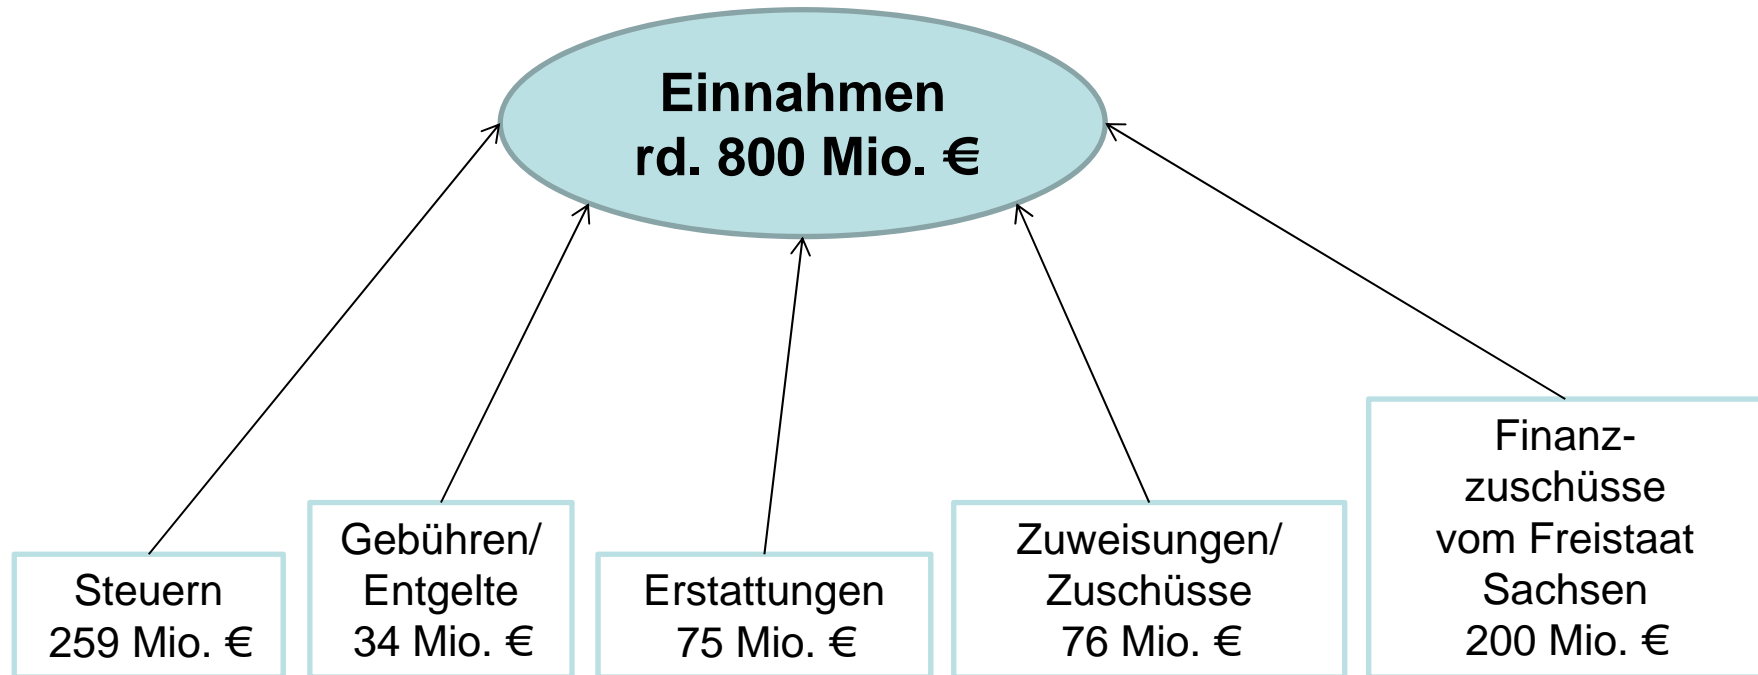 Einnahmen
rd. 800 Mio. €
Steuern
259 Mio. €
Gebühren/
Entgelte
34 Mio. €
Erstattungen
75 Mio. €
Zuweisungen/
Zuschüsse
76 Mio. €
Finanz-
zuschüsse
vom Freistaat
Sachsen
200 Mio. €